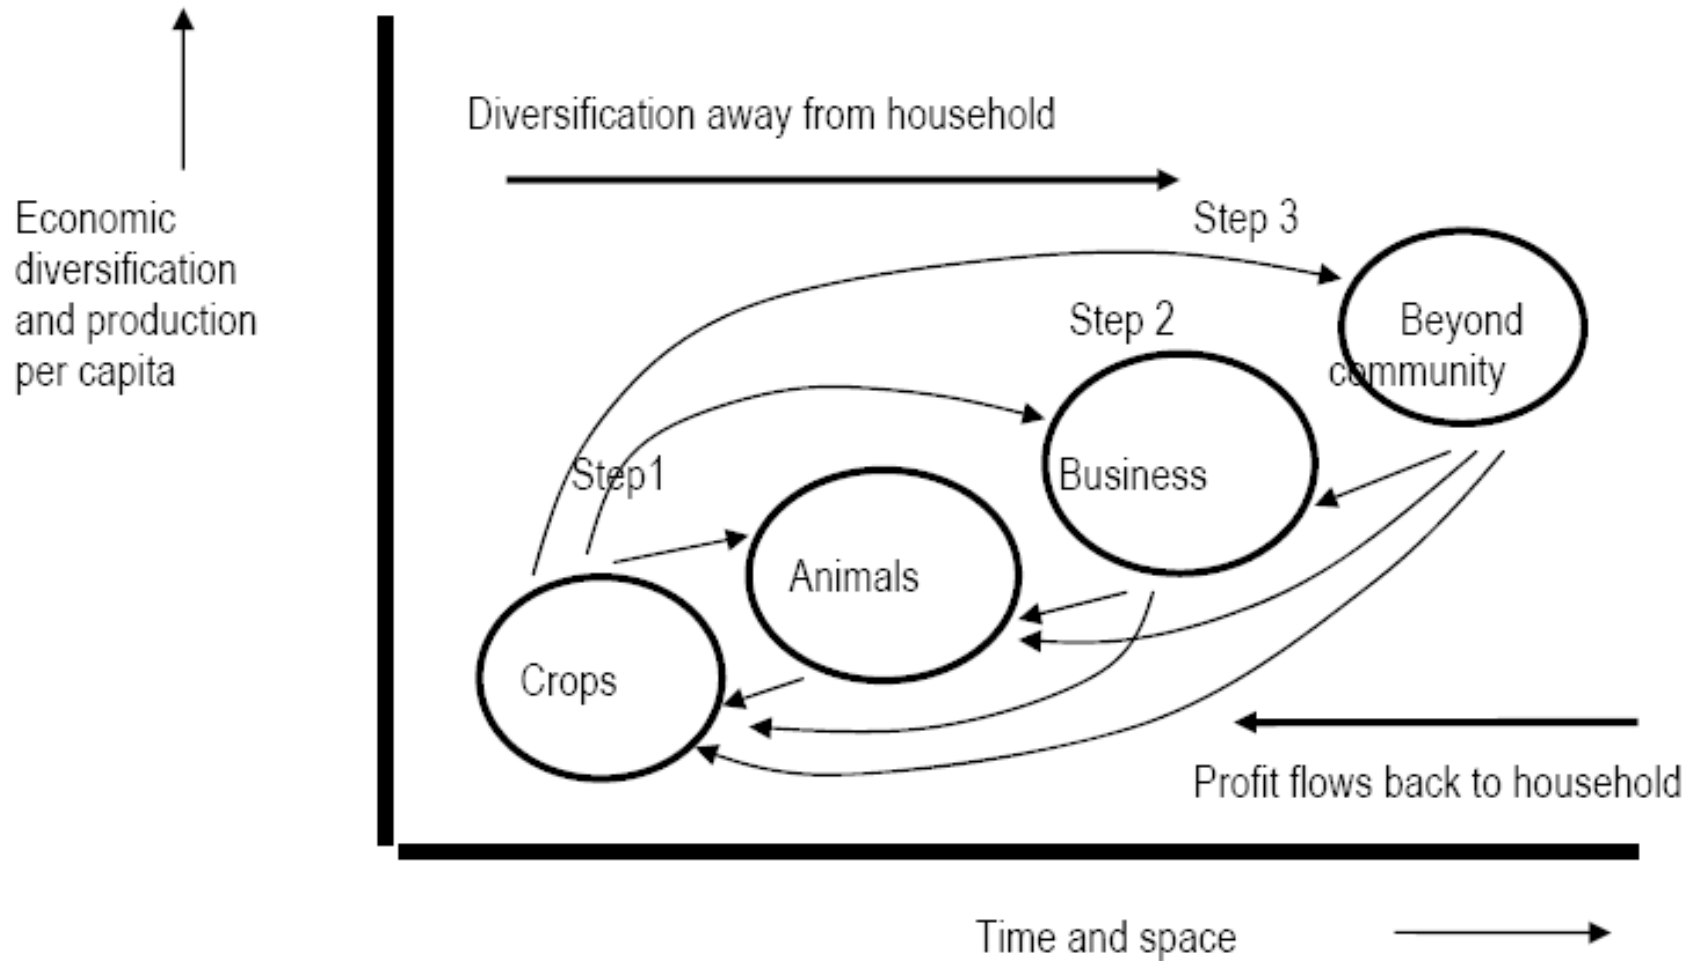 Diversification away from household
Economic
diversification
and production
per capita
Step 3
Beyond
community
Step 2
Business
Step1
Animals
Crops
Profit flows back to household
Time and space